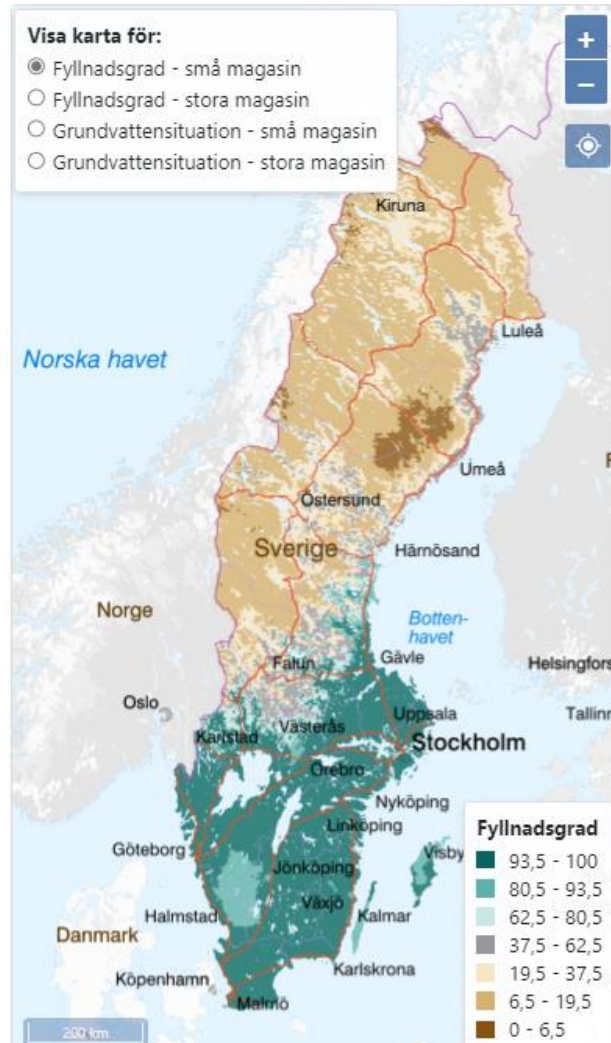 Visa karta för:
Fyllnadsgrad - små magasin
Fyllnadsgrad - stora magasin
Grundvattensituation - små magasin
Grundvattensituation - stora magasin
+
−
Kiruna
Luleå
Norska havet
Umeå
Östersund
Sverige
Härnösand
Norge
Botten-
havet
Falun
Gävle
Helsingfors
Oslo
Uppsala
Tallinn
Karlstad
Västerås
Stockholm
Örebro
Nyköping
Linköping
Göteborg
Visby
Jönköping
Halmstad
Växjö
Kalmar
Danmark
Karlskrona
Köpenhamn
Malmö
200 km
Fyllnadsgrad
93,5 - 100
80,5 - 93,5
62,5 - 80,5
37,5 - 62,5
19,5 - 37,5
6,5 - 19,5
0 - 6,5